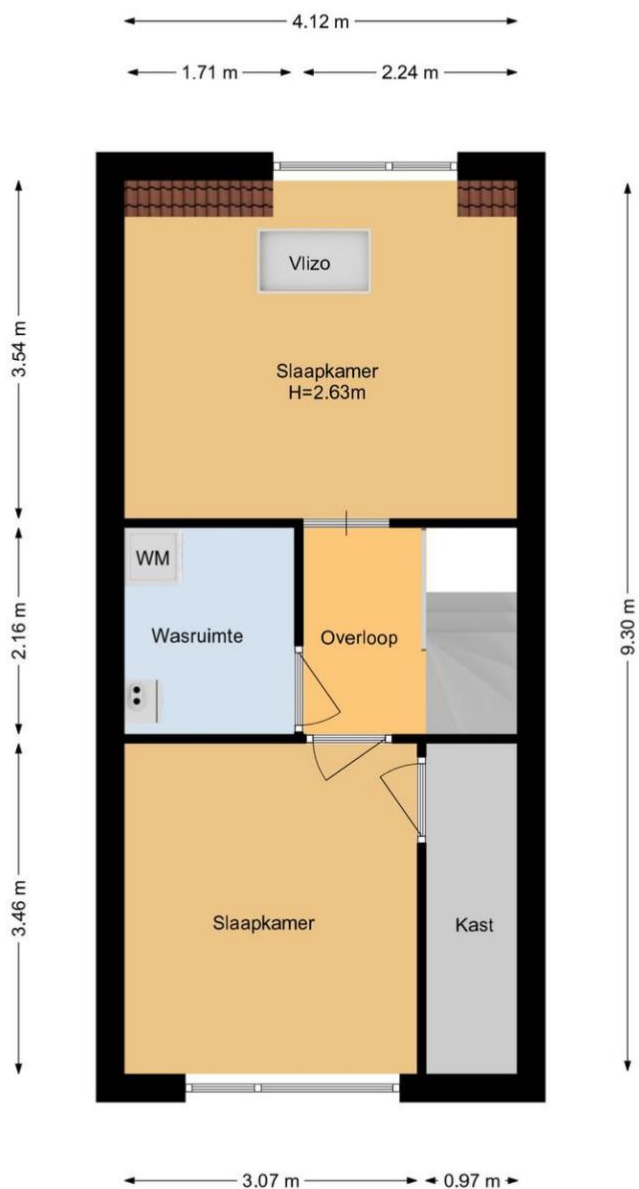 4.12 m
1.71 m
2.24 m
Vlizo
3.54 m
Slaapkamer
H=2.63m
WM
2.16 m
Wasruimte
Overloop
9.30 m
3.46 m
Slaapkamer
Kast
3.07 m
0.97 m